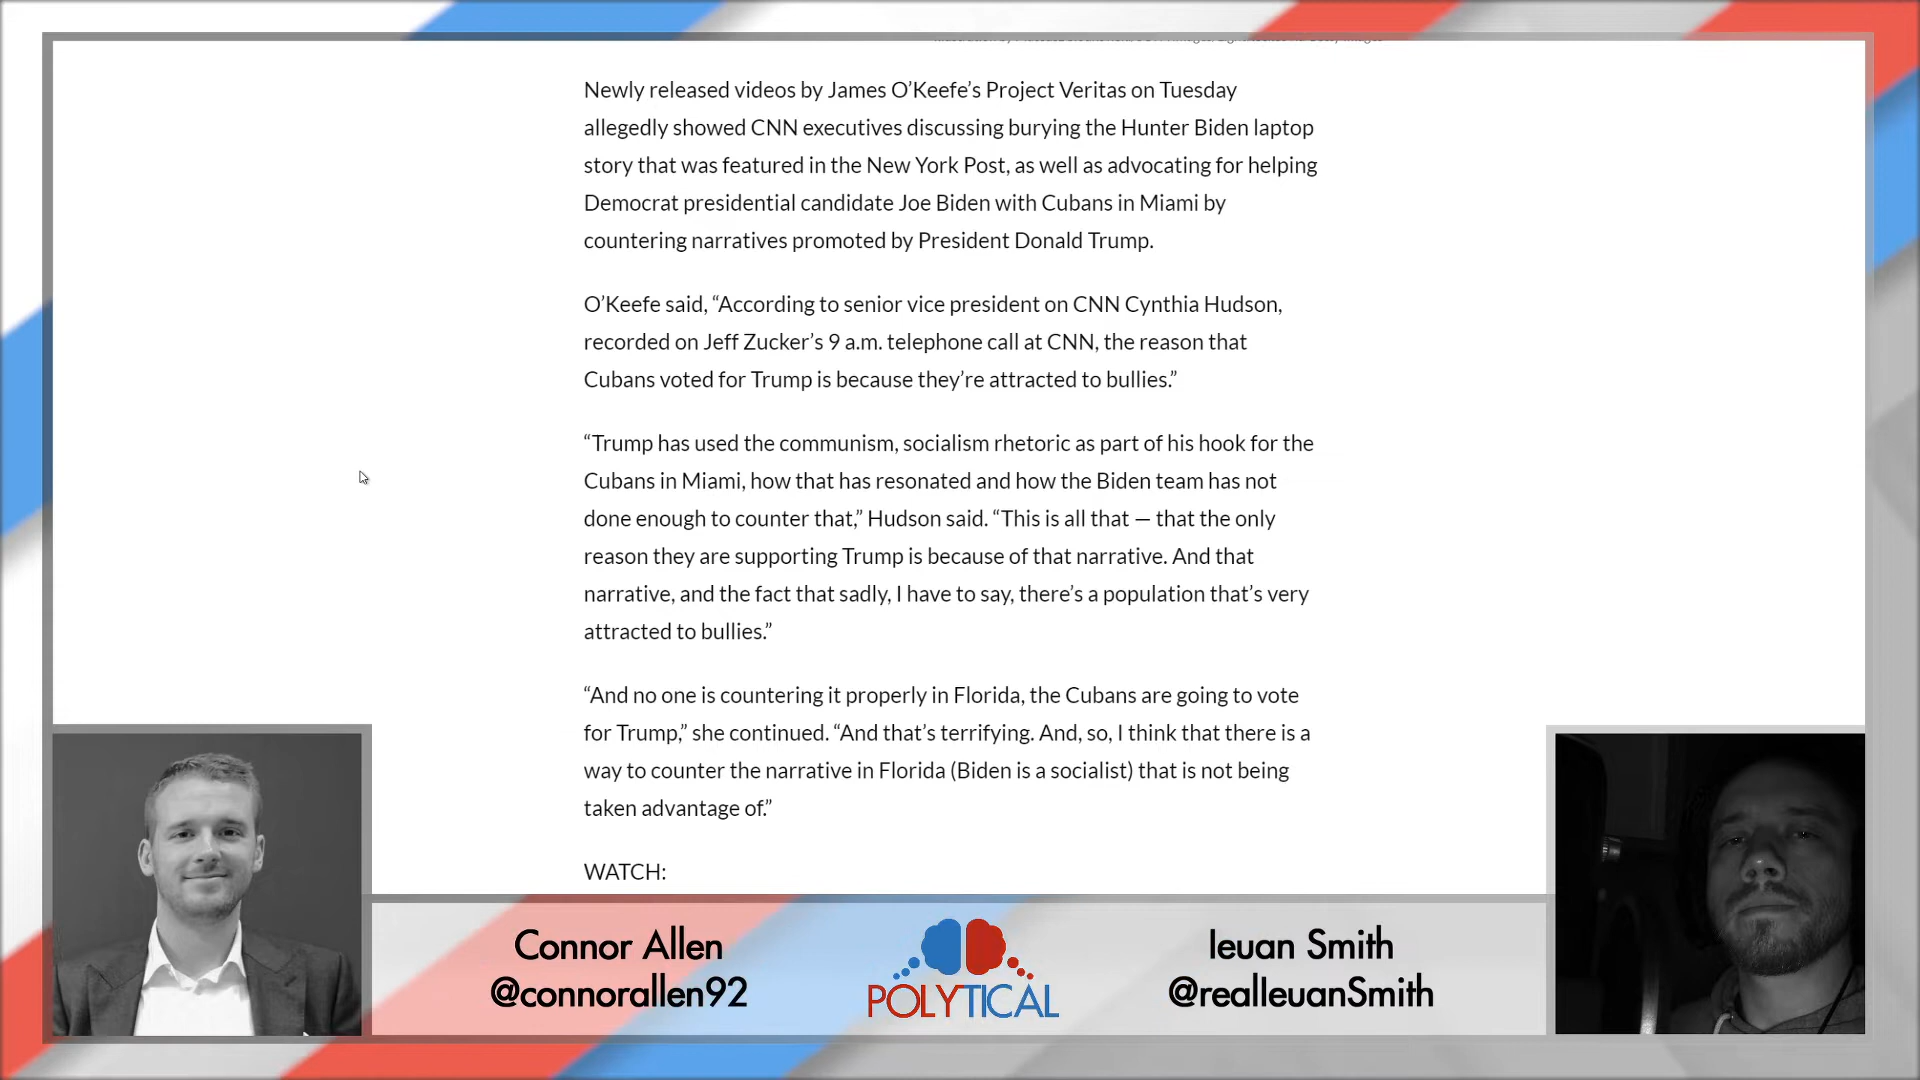 Newly released videos by James O’Keefe’s Project Veritas on Tuesday
allegedly showed CNN executives discussing burying the Hunter Biden laptop
story that was featured in the New York Post, as well as advocating for helping
Democrat presidential candidate Joe Biden with Cubans in Miami by
countering narratives promoted by President Donald Trump.
O’Keefe said, “According to senior vice president on CNN Cynthia Hudson,
recorded on Jeff Zucker’s 9 a.m. telephone call at CNN, the reason that
Cubans voted for Trump is because they’re attracted to bullies.”
“Trump has used the communism, socialism rhetoric as part of his hook for the
Cubans in Miami, how that has resonated and how the Biden team has not
done enough to counter that,” Hudson said. “This is all that — that the only
reason they are supporting Trump is because of that narrative. And that
narrative, and the fact that sadly, I have to say, there’s a population that’s very
attracted to bullies.”
“And no one is countering it properly in Florida, the Cubans are going to vote
for Trump,” she continued. “And that’s terrifying. And, so, I think that there is a
way to counter the narrative in Florida (Biden is a socialist) that is not being
taken advantage of.”
WATCH:
Connor Allen
@connorallen92
POLYTICAL
Ieuan Smith
@realIeuanSmith